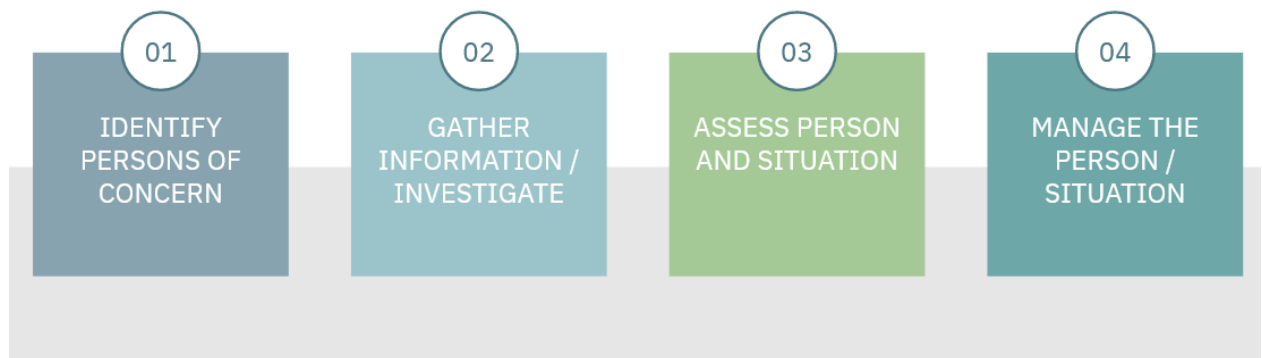 01
IDENTIFY
PERSONS OF
CONCERN
02
GATHER
INFORMATION /
INVESTIGATE
03
ASSESS PERSON
AND SITUATION
04
MANAGE THE
PERSON /
SITUATION